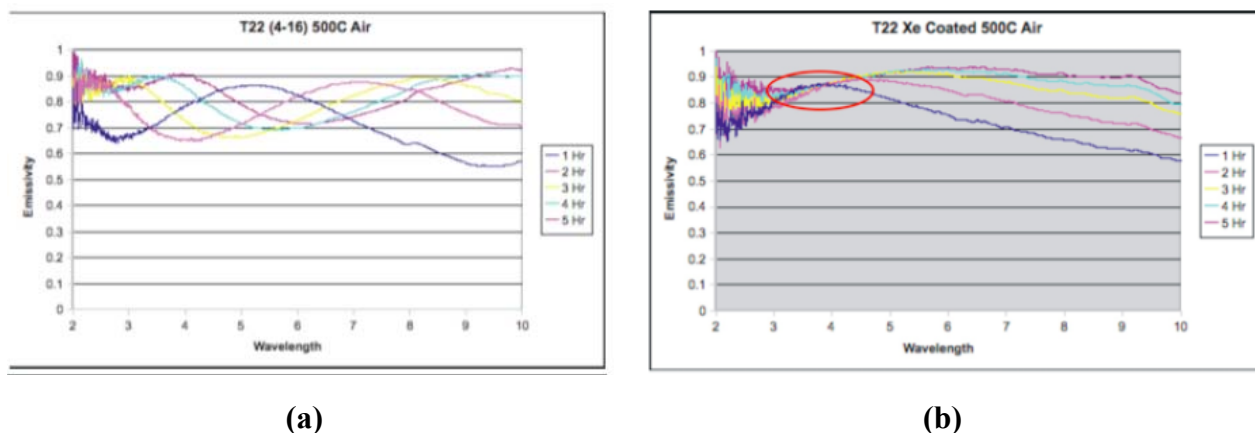 T22 (4-16) 500C Air
Emissivity
1
0.9
0.8
0.7
0.6
0.5
0.4
0.3
0.2
0.1
0
2 3 4 5 6 7 8 9 10
Wavelength
1 Hr
2 Hr
3 Hr
4 Hr
5 Hr
(a)
T22 Xe Coated 500C Air
Emissivity
1
0.9
0.8
0.7
0.6
0.5
0.4
0.3
0.2
0.1
0
2 3 4 5 6 7 8 9 10
Wavelength
1 Hr
2 Hr
3 Hr
4 Hr
5 Hr
(b)